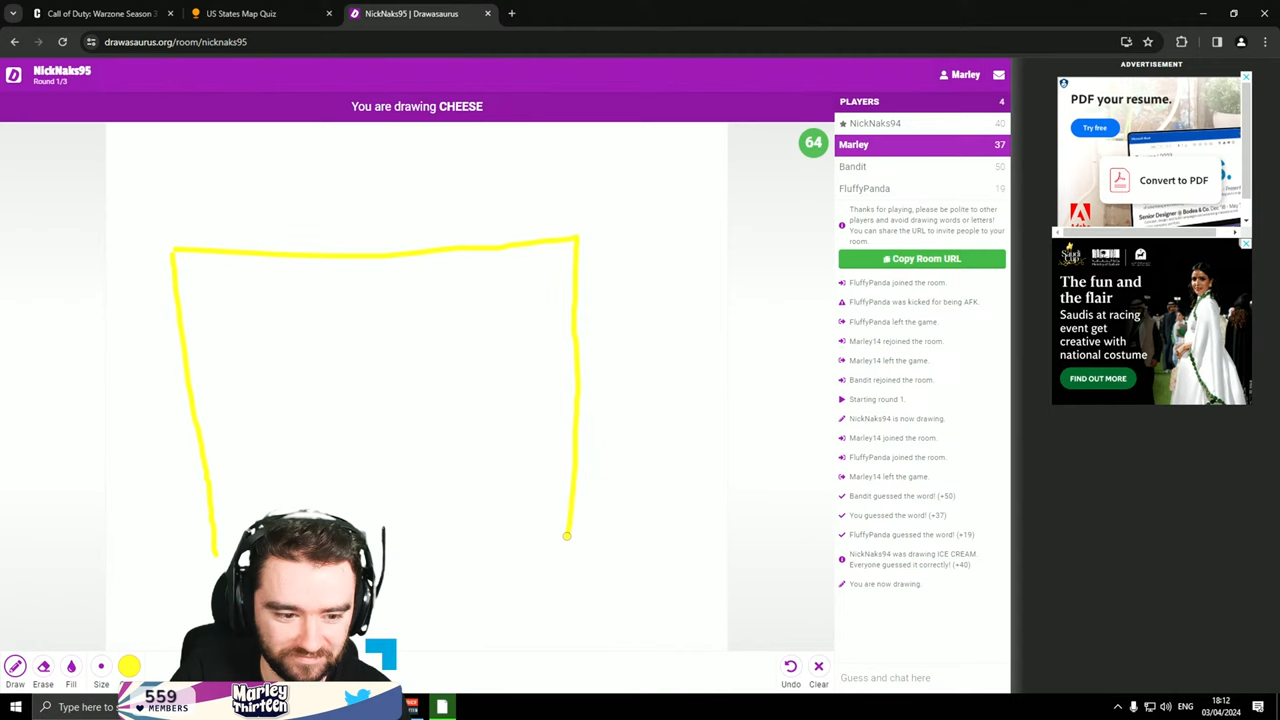 Call of Duty: Warzone Season 3
US States Map Quiz
NickNaks95 | Drawasaurus
drawasaurus.org/room/nicknaks95
NickNaks95
Round 1/3
Marley
You are drawing CHEESE
64
PLAYERS 4
NickNaks94 40
Marley 37
Bandit 50
FluffyPanda 19
Thanks for playing, please be polite to other
players and avoid drawing words or letters!
You can share the URL to invite people to your
room.
Copy Room URL
FluffyPanda joined the room.
FluffyPanda was kicked for being AFK.
FluffyPanda left the game.
Marley14 rejoined the room.
Marley14 left the game.
Bandit rejoined the room.
Starting round 1.
NickNaks94 is now drawing.
Marley14 joined the room.
FluffyPanda joined the room.
Marley14 left the game.
Bandit guessed the word! (+50)
You guessed the word! (+37)
FluffyPanda guessed the word! (+19)
NickNaks94 was drawing ICE CREAM.
Everyone guessed it correctly! (+40)
You are now drawing.
Guess and chat here
ADVERTISEMENT
PDF your resume.
Try free
Convert to PDF
Senior Designer @ Bodea & Co.
The fun and
the flair
Saudis at racing
event get
creative with
national costume
FIND OUT MORE
Draw
Erase
Fill
Size
Undo
Clear
559
MEMBERS
Marley
Thirteen
Type here to
18:12
03/04/2024